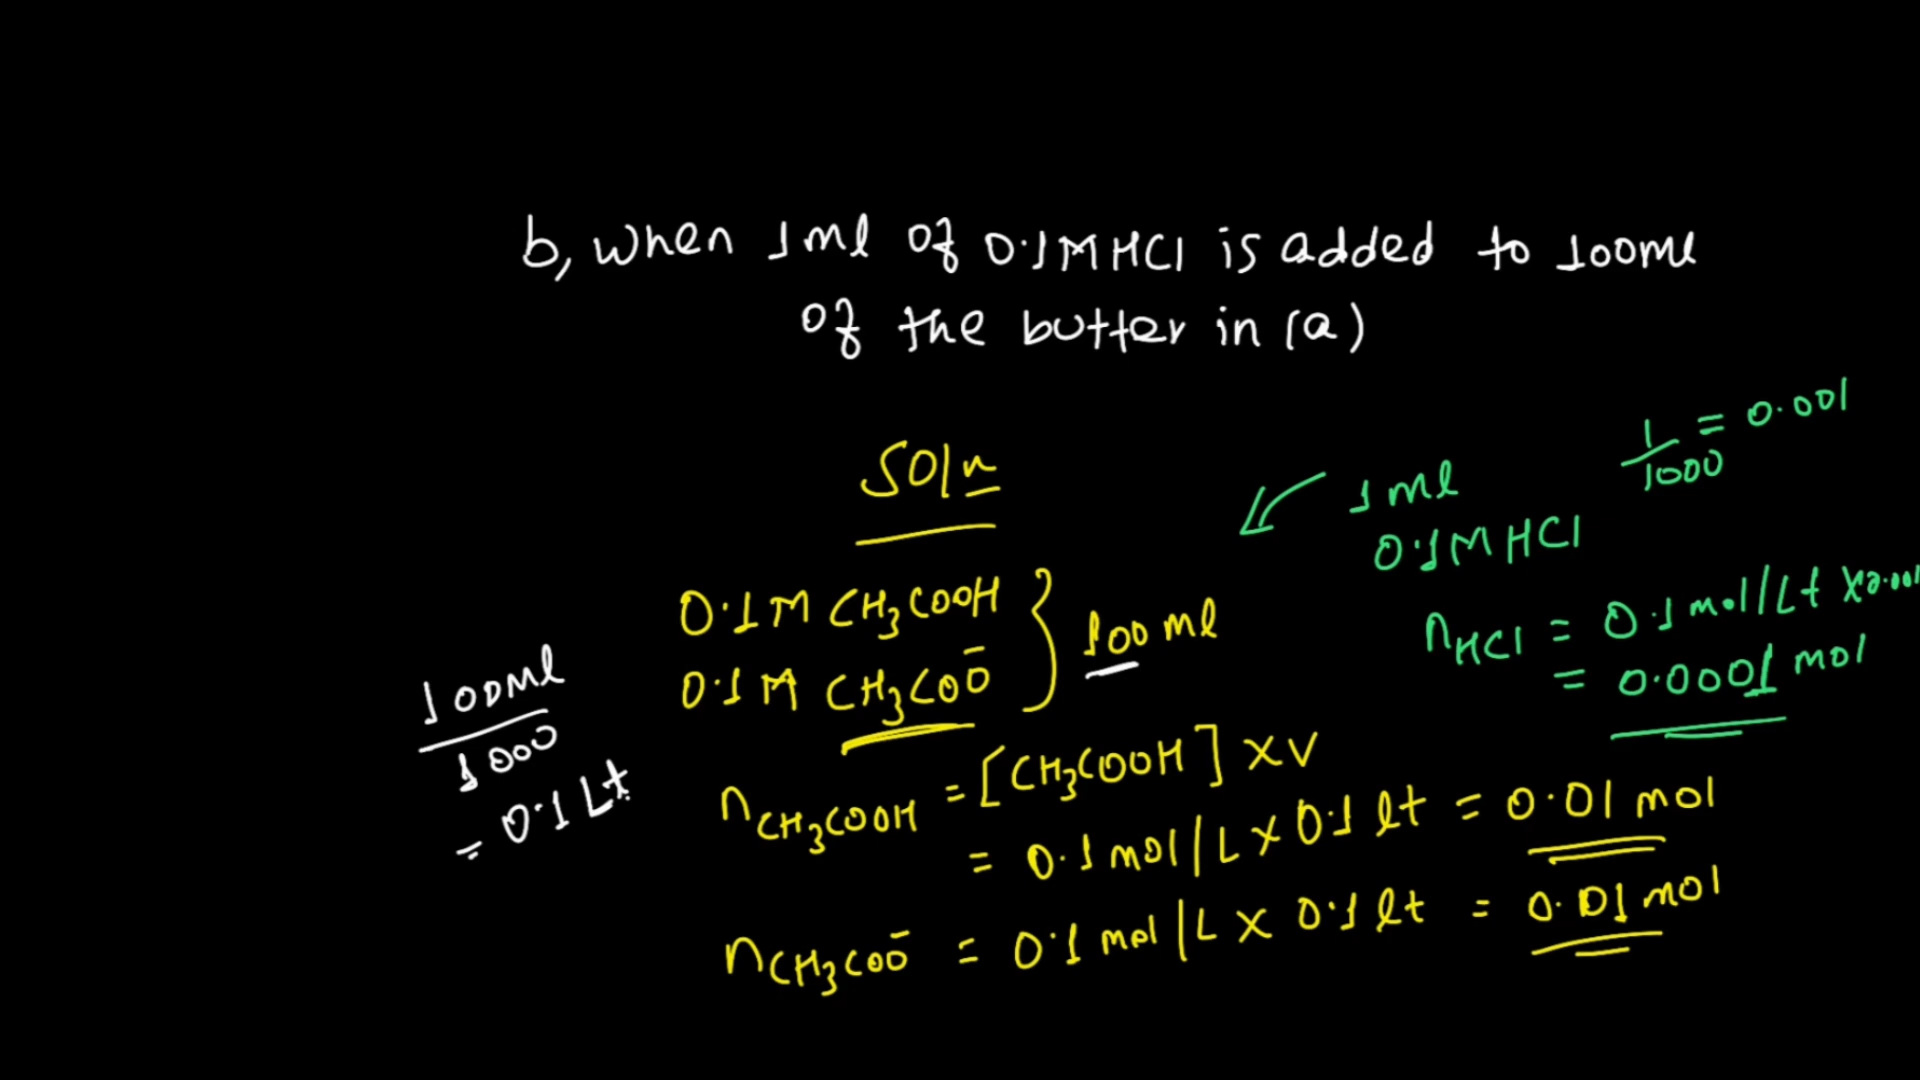 b, when 1ml of 0.1M HCl is added to 100ml
of the buffer in (a)
Soln
1/1000 = 0.001
1 ml
0.1M HCl
0.1M CH₃COOH
0.1M CH₃COO⁻
} 100 ml
nHCl = 0.1 mol/Lt x 0.001
= 0.0001 mol
100ml/1000
= 0.1 Lt
nCH₃COOH = [CH₃COOH] x V
= 0.1 mol/L x 0.1 lt = 0.01 mol
nCH₃COO⁻ = 0.1 mol/L x 0.1 lt = 0.01 mol